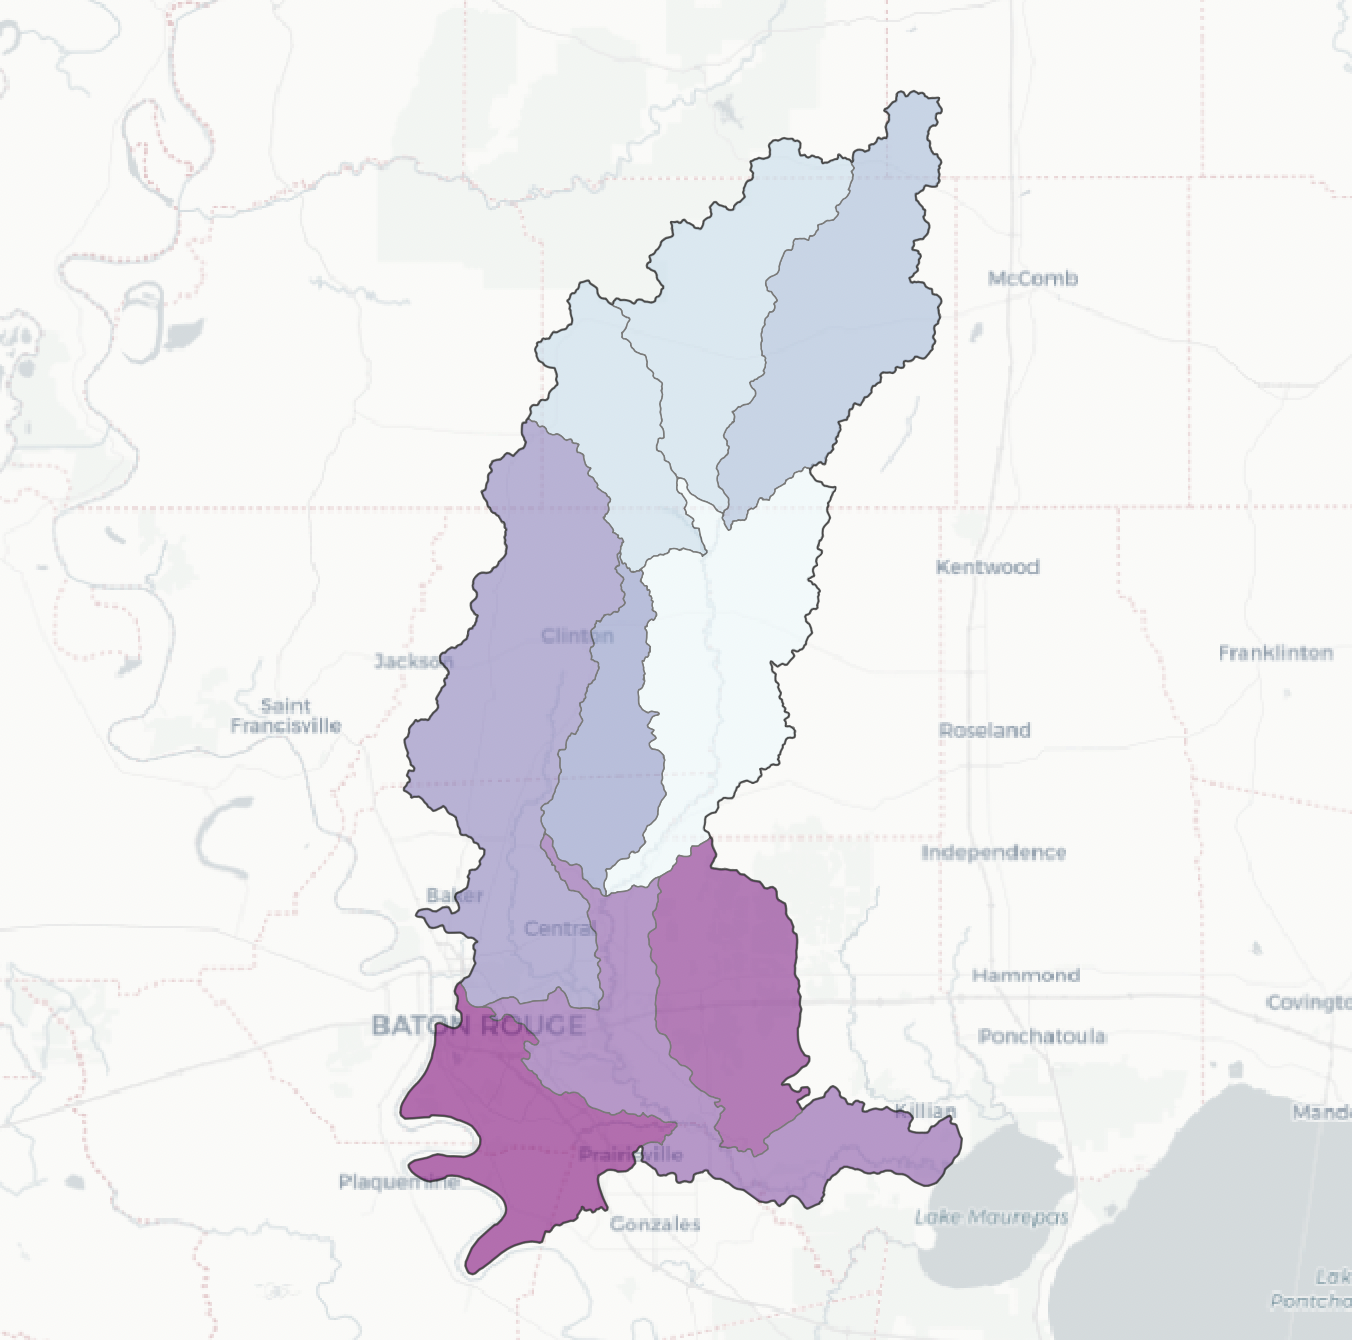 McComb
Kentwood
Clinton
Jackson
Franklinton
Saint
Francisville
Roseland
Independence
Baker
Central
Hammond
Covingto
BATON ROUGE
Ponchatoula
Killian
Mande
Prairieville
Plaquemine
Gonzales
Lake Maurepas
Lak
Pontcha